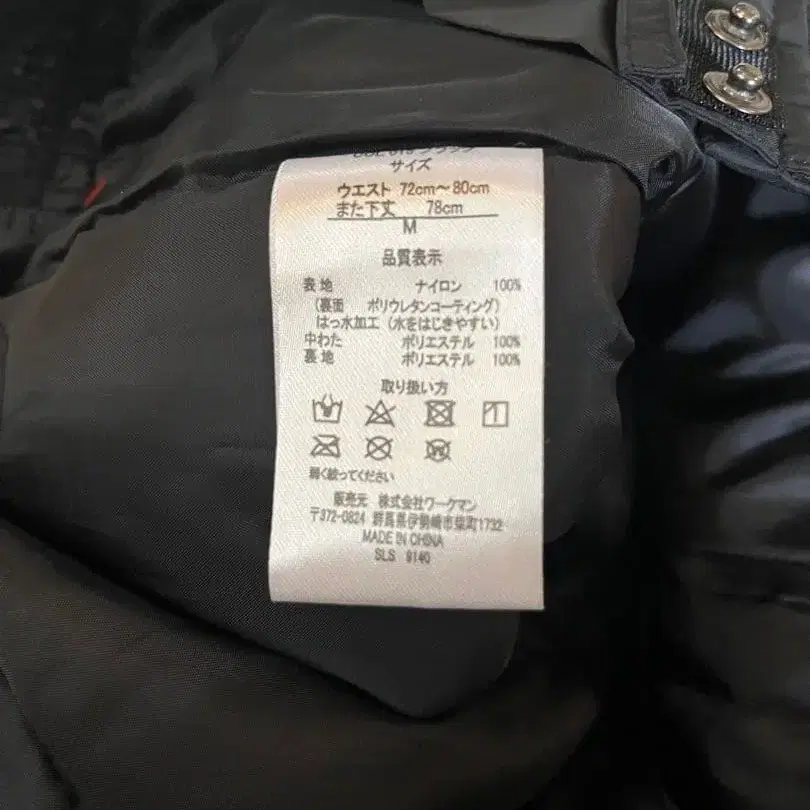 サイズ
ウエスト 72cm～80cm
また下丈 78cm
M
品質表示
表地 ナイロン 100%
(裏面 ポリウレタンコーティング)
はっ水加工 (水をはじきやすい)
中わた ポリエステル 100%
裏地 ポリエステル 100%
取り扱い方
弱く絞ってください
販売元 株式会社ワークマン
〒372-0824 群馬県伊勢崎市柴町1732
MADE IN CHINA
SLS 9140